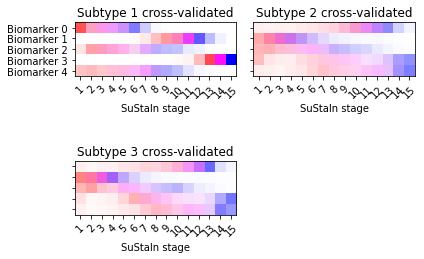 Subtype 1 cross-validated
Subtype 2 cross-validated
Biomarker 0
Biomarker 1
Biomarker 2
Biomarker 3
Biomarker 4
1 2 3 4 5 6 7 8 9 10 11 12 13 14 15
1 2 3 4 5 6 7 8 9 10 11 12 13 14 15
SuStaIn stage
SuStaIn stage
Subtype 3 cross-validated
1 2 3 4 5 6 7 8 9 10 11 12 13 14 15
SuStaIn stage